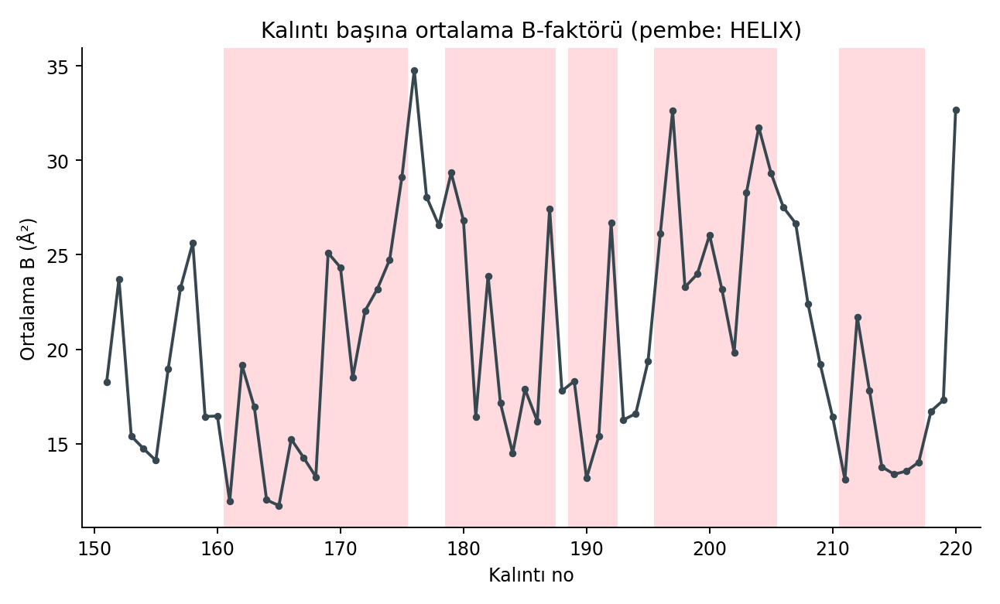 Kalıntı başına ortalama B-faktörü (pembe: HELIX)
35
30
25
20
15
Ortalama B (Å²)
150 160 170 180 190 200 210 220
Kalıntı no